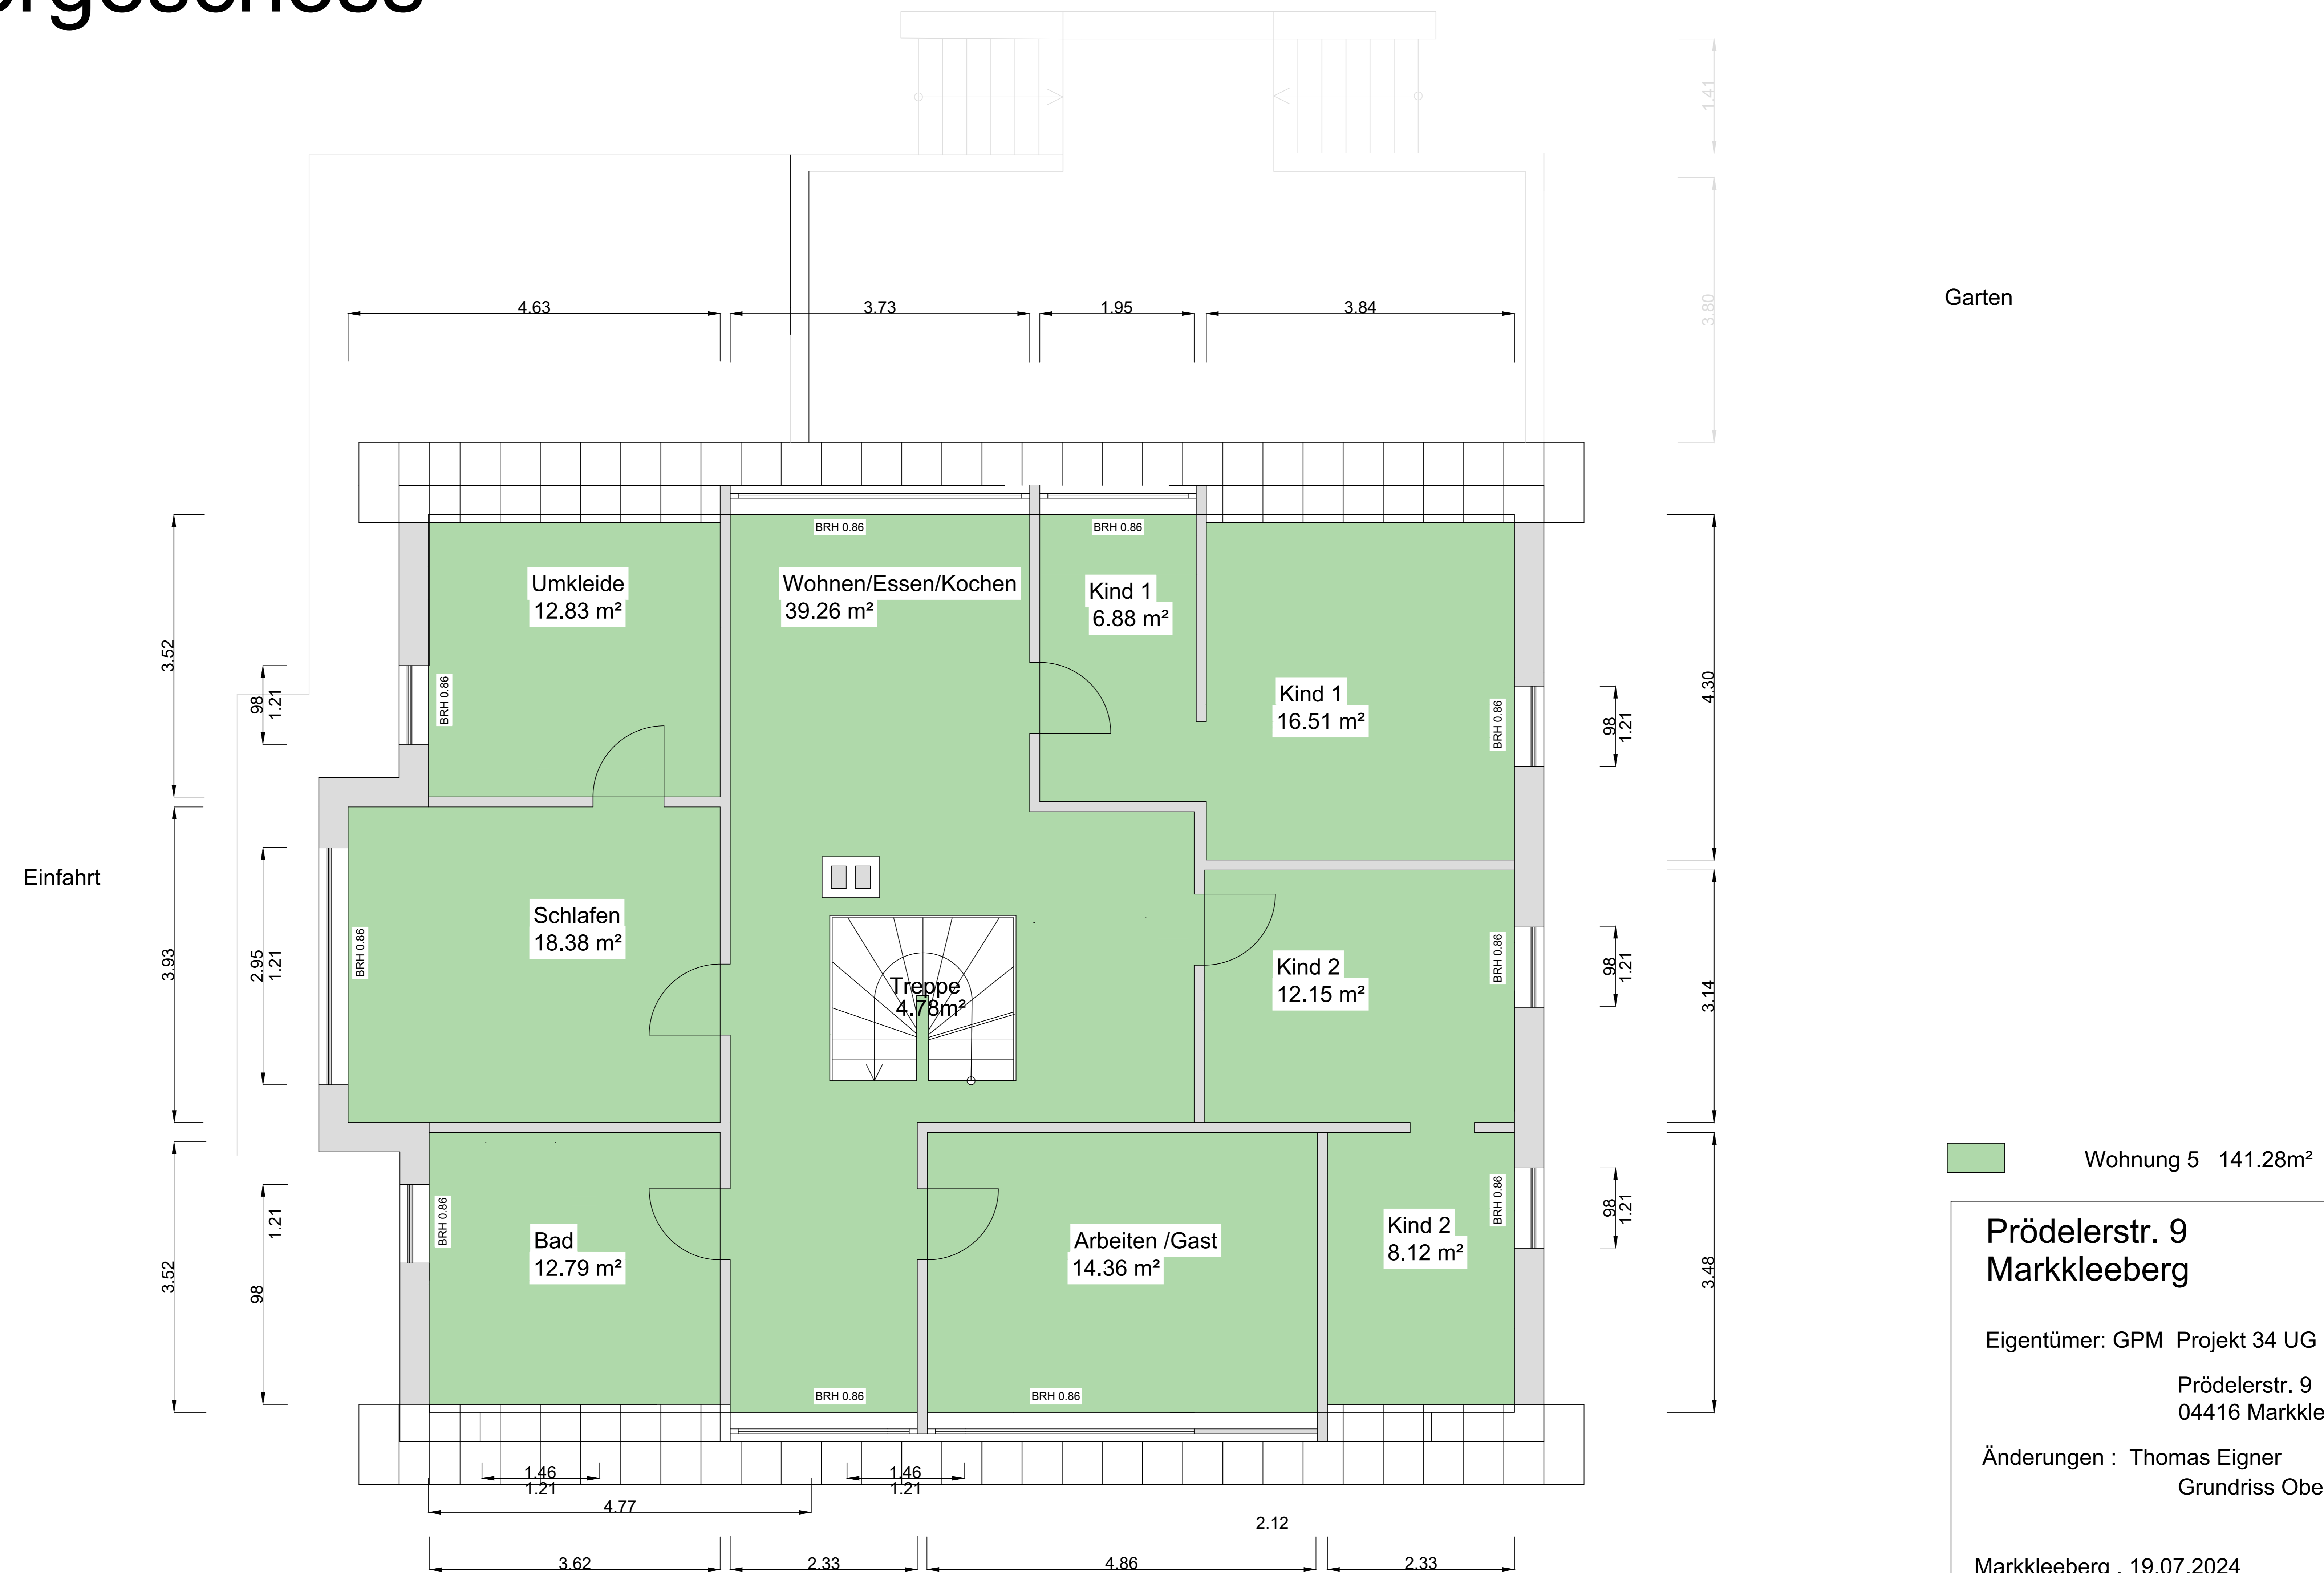 1.41
3.80
Garten
4.63
3.73
1.95
3.84
BRH 0.86
BRH 0.86
Umkleide
12.83 m²
Wohnen/Essen/Kochen
39.26 m²
Kind 1
6.88 m²
3.52
98
1.21
BRH 0.86
Kind 1
16.51 m²
BRH 0.86
98
1.21
4.30
Einfahrt
3.93
2.95
1.21
BRH 0.86
Schlafen
18.38 m²
Treppe
4.78m²
Kind 2
12.15 m²
BRH 0.86
98
1.21
3.14
Wohnung 5 141.28m²
3.52
98
1.21
BRH 0.86
Bad
12.79 m²
Arbeiten /Gast
14.36 m²
Kind 2
8.12 m²
BRH 0.86
98
1.21
3.48
BRH 0.86
BRH 0.86
1.46
1.21
1.46
1.21
4.77
2.12
3.62
2.33
4.86
2.33
Prödelerstr. 9
Markkleeberg
Eigentümer: GPM Projekt 34 UG
Prödelerstr. 9
04416 Markkle
Änderungen : Thomas Eigner
Grundriss Obe
Markkleeberg , 19.07.2024